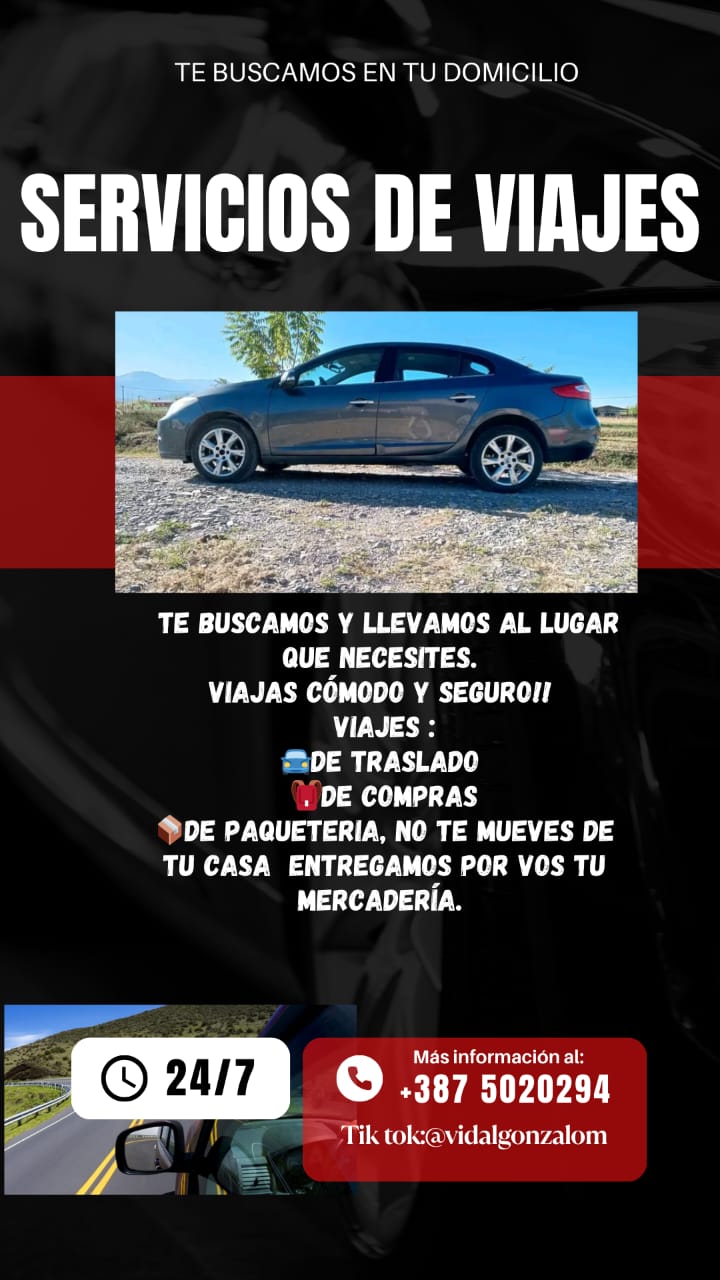 TE BUSCAMOS EN TU DOMICILIO
SERVICIOS DE VIAJES
TE BUSCAMOS Y LLEVAMOS AL LUGAR
QUE NECESITES.
VIAJAS CÓMODO Y SEGURO!!
VIAJES :
🚘DE TRASLADO
🎒DE COMPRAS
📦DE PAQUETERIA, NO TE MUEVES DE
TU CASA ENTREGAMOS POR VOS TU
MERCADERÍA.
24/7
Más información al:
+387 5020294
Tik tok:@vidalgonzalom